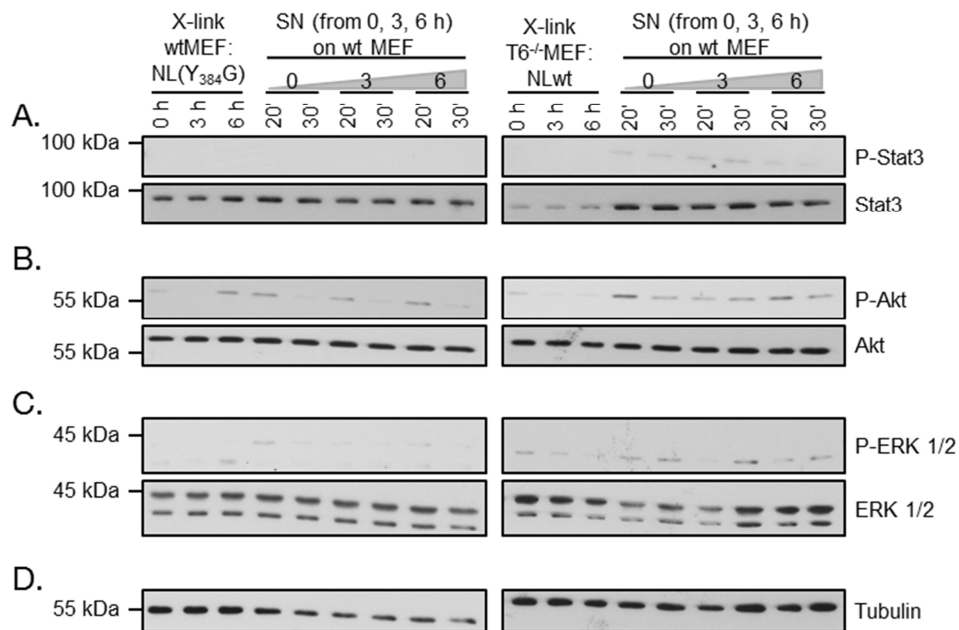 X-link
wtMEF:
NL(Y384G)
SN (from 0, 3, 6 h)
on wt MEF
0 3 6
X-link
T6-/-MEF:
NLwt
SN (from 0, 3, 6 h)
on wt MEF
0 3 6
0 h 3 h 6 h 20' 30' 20' 30' 20' 30'
0 h 3 h 6 h 20' 30' 20' 30' 20' 30'
A.
100 kDa
P-Stat3
100 kDa
Stat3
B.
55 kDa
P-Akt
55 kDa
Akt
C.
45 kDa
P-ERK 1/2
45 kDa
ERK 1/2
D.
55 kDa
Tubulin